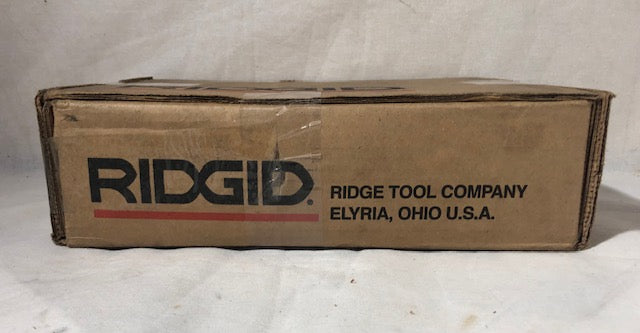 RIDGID.
RIDGE TOOL COMPANY
ELYRIA, OHIO U.S.A.